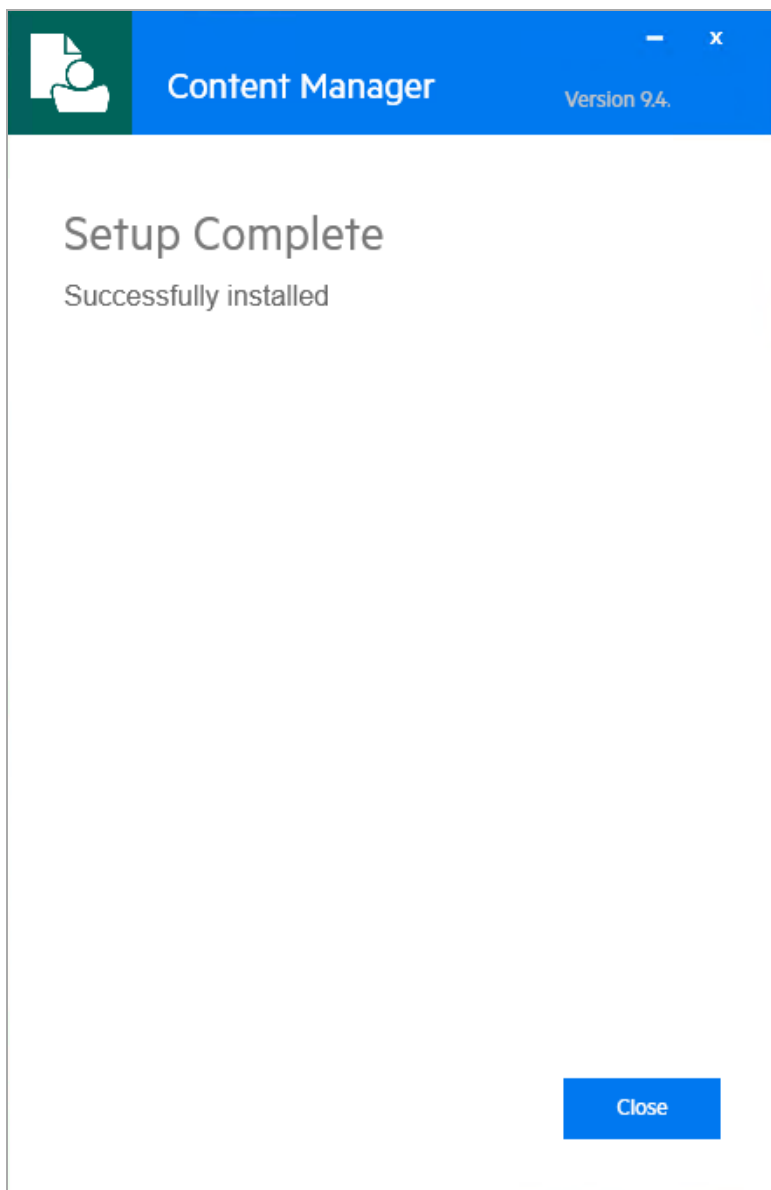 x
Content Manager
Version 9.4.
Setup Complete
Successfully installed
Close